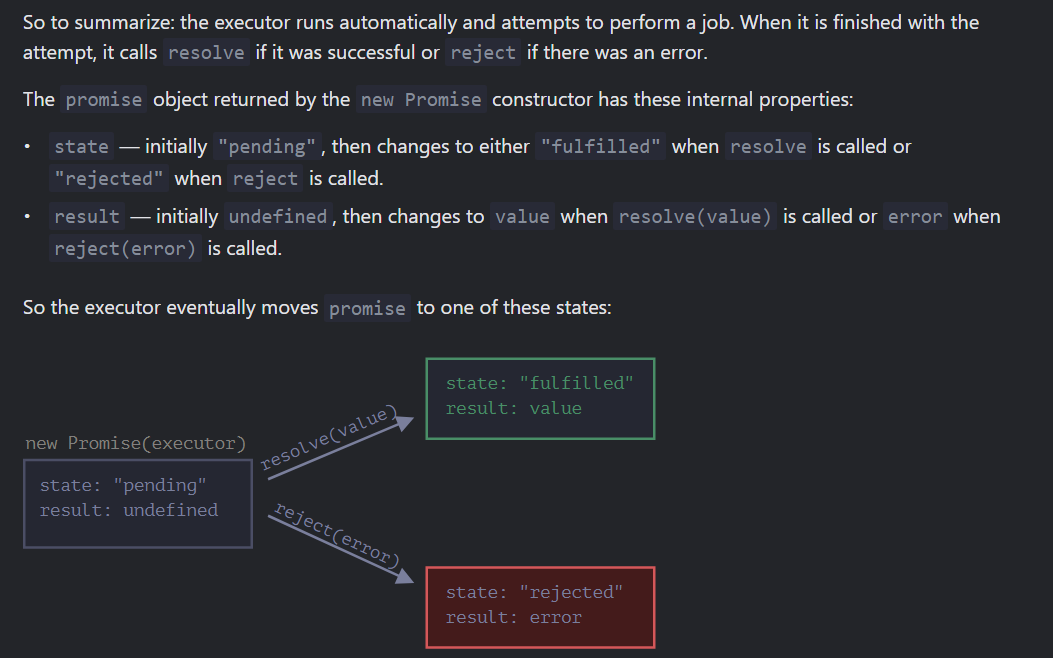 So to summarize: the executor runs automatically and attempts to perform a job. When it is finished with the
attempt, it calls resolve if it was successful or reject if there was an error.
The promise object returned by the new Promise constructor has these internal properties:
• state — initially "pending", then changes to either "fulfilled" when resolve is called or
"rejected" when reject is called.
• result — initially undefined, then changes to value when resolve(value) is called or error when
reject(error) is called.
So the executor eventually moves promise to one of these states:
new Promise(executor)
state: "pending"
result: undefined
resolve(value)
state: "fulfilled"
result: value
reject(error)
state: "rejected"
result: error